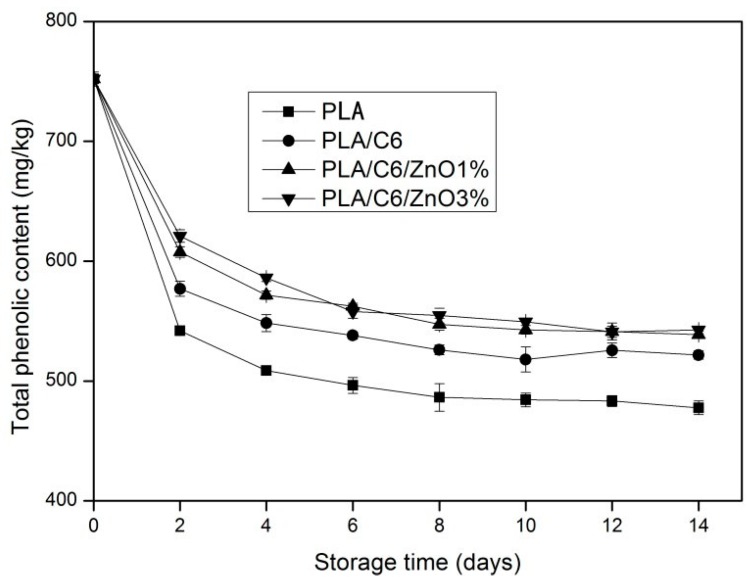 800
700
600
500
400
Total phenolic content (mg/kg)
PLA
PLA/C6
PLA/C6/ZnO1%
PLA/C6/ZnO3%
0 2 4 6 8 10 12 14
Storage time (days)